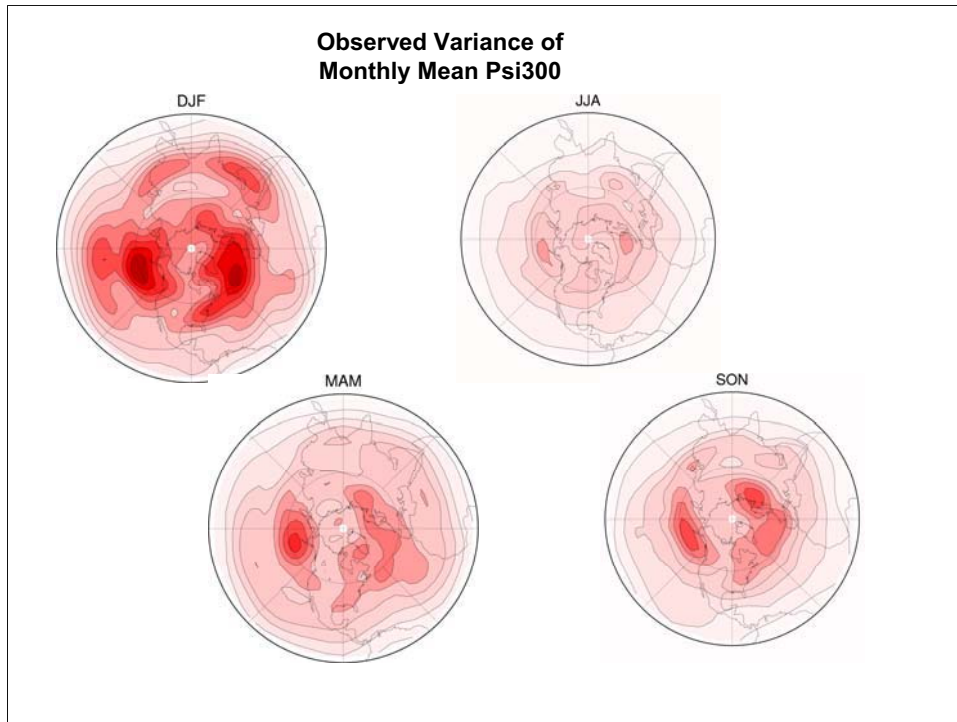 Observed Variance of
Monthly Mean Psi300
DJF
JJA
MAM
SON